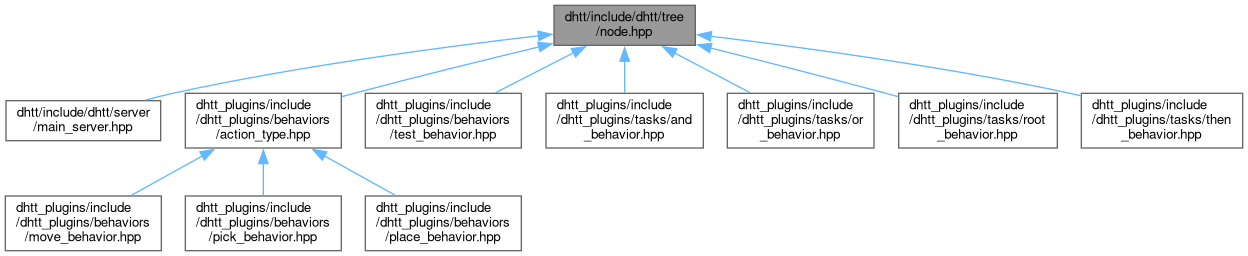 dhtt/include/dhtt/tree
/node.hpp
dhtt/include/dhtt/server
/main_server.hpp
dhtt_plugins/include
/dhtt_plugins/behaviors
/action_type.hpp
dhtt_plugins/include
/dhtt_plugins/behaviors
/test_behavior.hpp
dhtt_plugins/include
/dhtt_plugins/tasks/and
_behavior.hpp
dhtt_plugins/include
/dhtt_plugins/tasks/or
_behavior.hpp
dhtt_plugins/include
/dhtt_plugins/tasks/root
_behavior.hpp
dhtt_plugins/include
/dhtt_plugins/tasks/then
_behavior.hpp
dhtt_plugins/include
/dhtt_plugins/behaviors
/move_behavior.hpp
dhtt_plugins/include
/dhtt_plugins/behaviors
/pick_behavior.hpp
dhtt_plugins/include
/dhtt_plugins/behaviors
/place_behavior.hpp